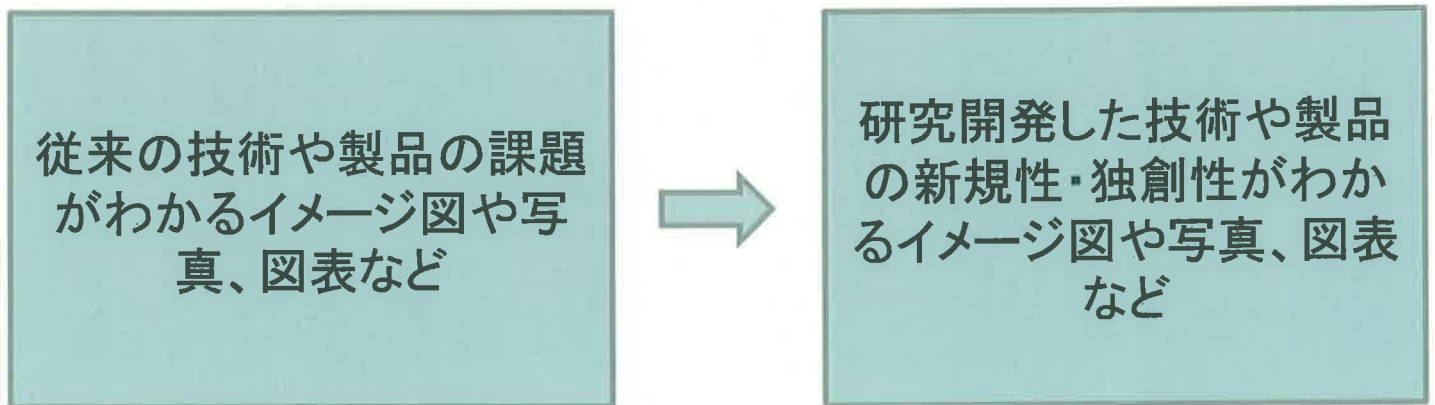 従来の技術や製品の課題
がわかるイメージ図や写
真、図表など
研究開発した技術や製品
の新規性・独創性がわか
るイメージ図や写真、図表
など